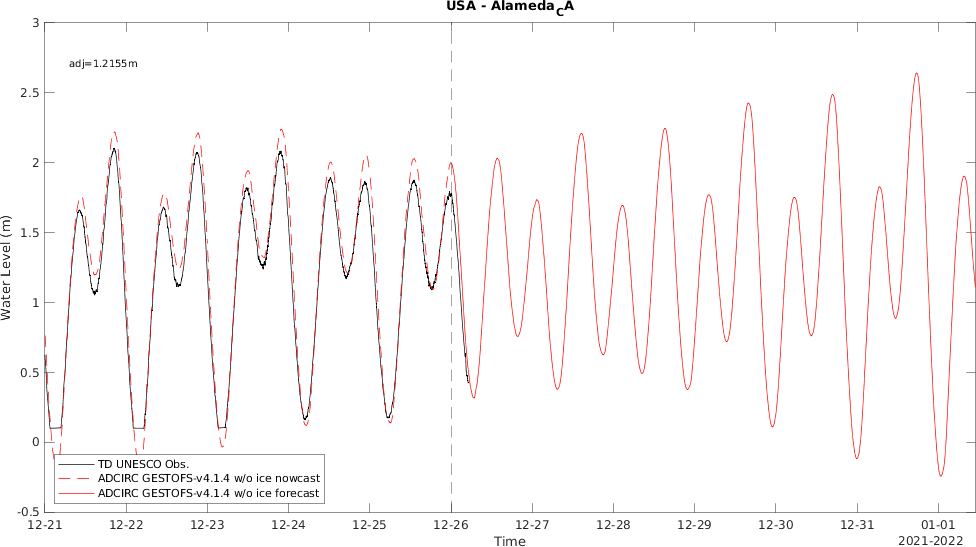 USA - Alameda_CA
3
adj=1.2155m
2.5
2
1.5
1
0.5
0
-0.5
Water Level (m)
TD UNESCO Obs.
ADCIRC GESTOFS-v4.1.4 w/o ice nowcast
ADCIRC GESTOFS-v4.1.4 w/o ice forecast
12-21 12-22 12-23 12-24 12-25 12-26 12-27 12-28 12-29 12-30 12-31 01-01
Time
2021-2022